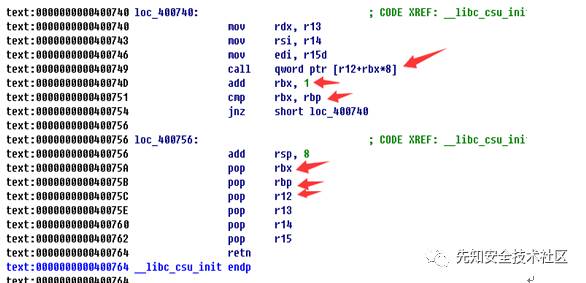 text:0000000000400740 loc_400740: ; CODE XREF: __libc_csu_init
text:0000000000400740 mov rdx, r13
text:0000000000400743 mov rsi, r14
text:0000000000400746 mov edi, r15d
text:0000000000400749 call qword ptr [r12+rbx*8]
text:000000000040074D add rbx, 1
text:0000000000400751 cmp rbx, rbp
text:0000000000400754 jnz short loc_400740
text:0000000000400756
text:0000000000400756 loc_400756: ; CODE XREF: __libc_csu_init
text:0000000000400756 add rsp, 8
text:000000000040075A pop rbx
text:000000000040075B pop rbp
text:000000000040075C pop r12
text:000000000040075E pop r13
text:0000000000400760 pop r14
text:0000000000400762 pop r15
text:0000000000400764 retn
text:0000000000400764 __libc_csu_init endp
text:0000000000400764
先知安全技术社区